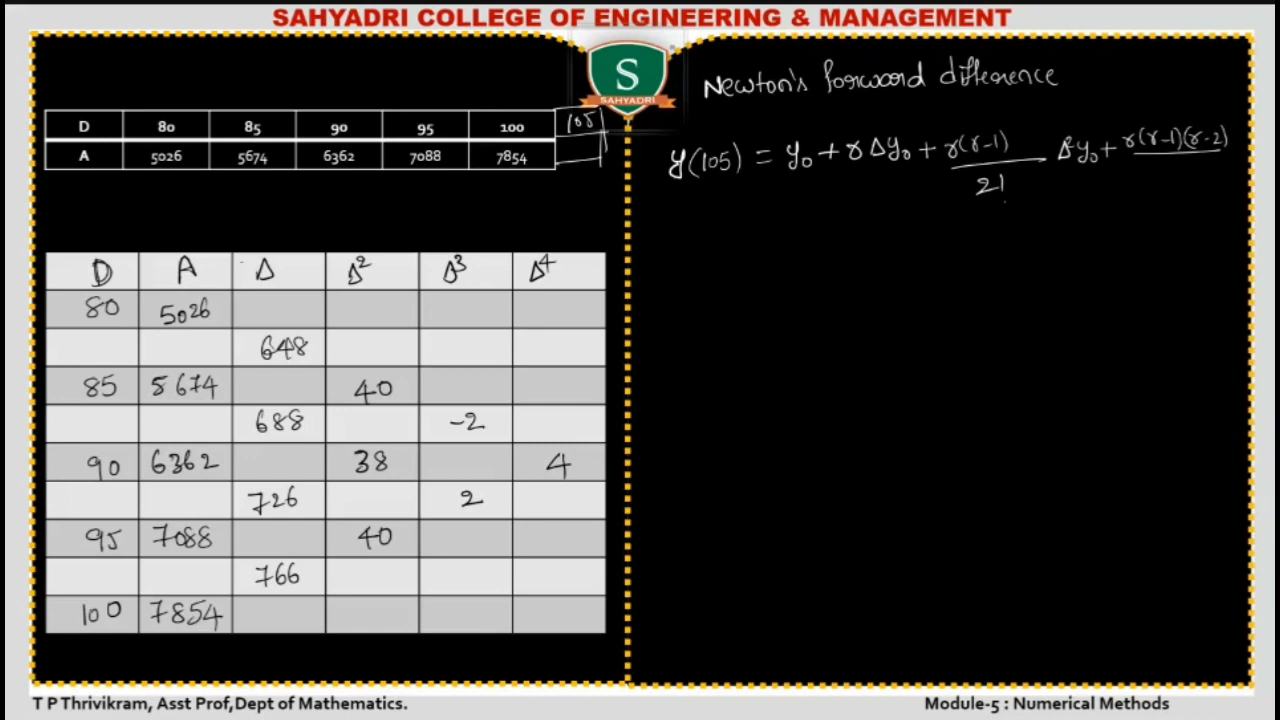 SAHYADRI COLLEGE OF ENGINEERING & MANAGEMENT
S
SAHYADRI
D 80 85 90 95 100 105
A 5026 5674 6362 7088 7854
D A Δ Δ² Δ³ Δ⁴
80 5026
648
85 5674 40
688 -2
90 6362 38 4
726 2
95 7088 40
766
100 7854
Newton's forward difference
y(105) = y₀ + r Δy₀ + r(r-1)/2! Δ²y₀ + r(r-1)(r-2)
T P Thrivikram, Asst Prof,Dept of Mathematics.
Module-5 : Numerical Methods